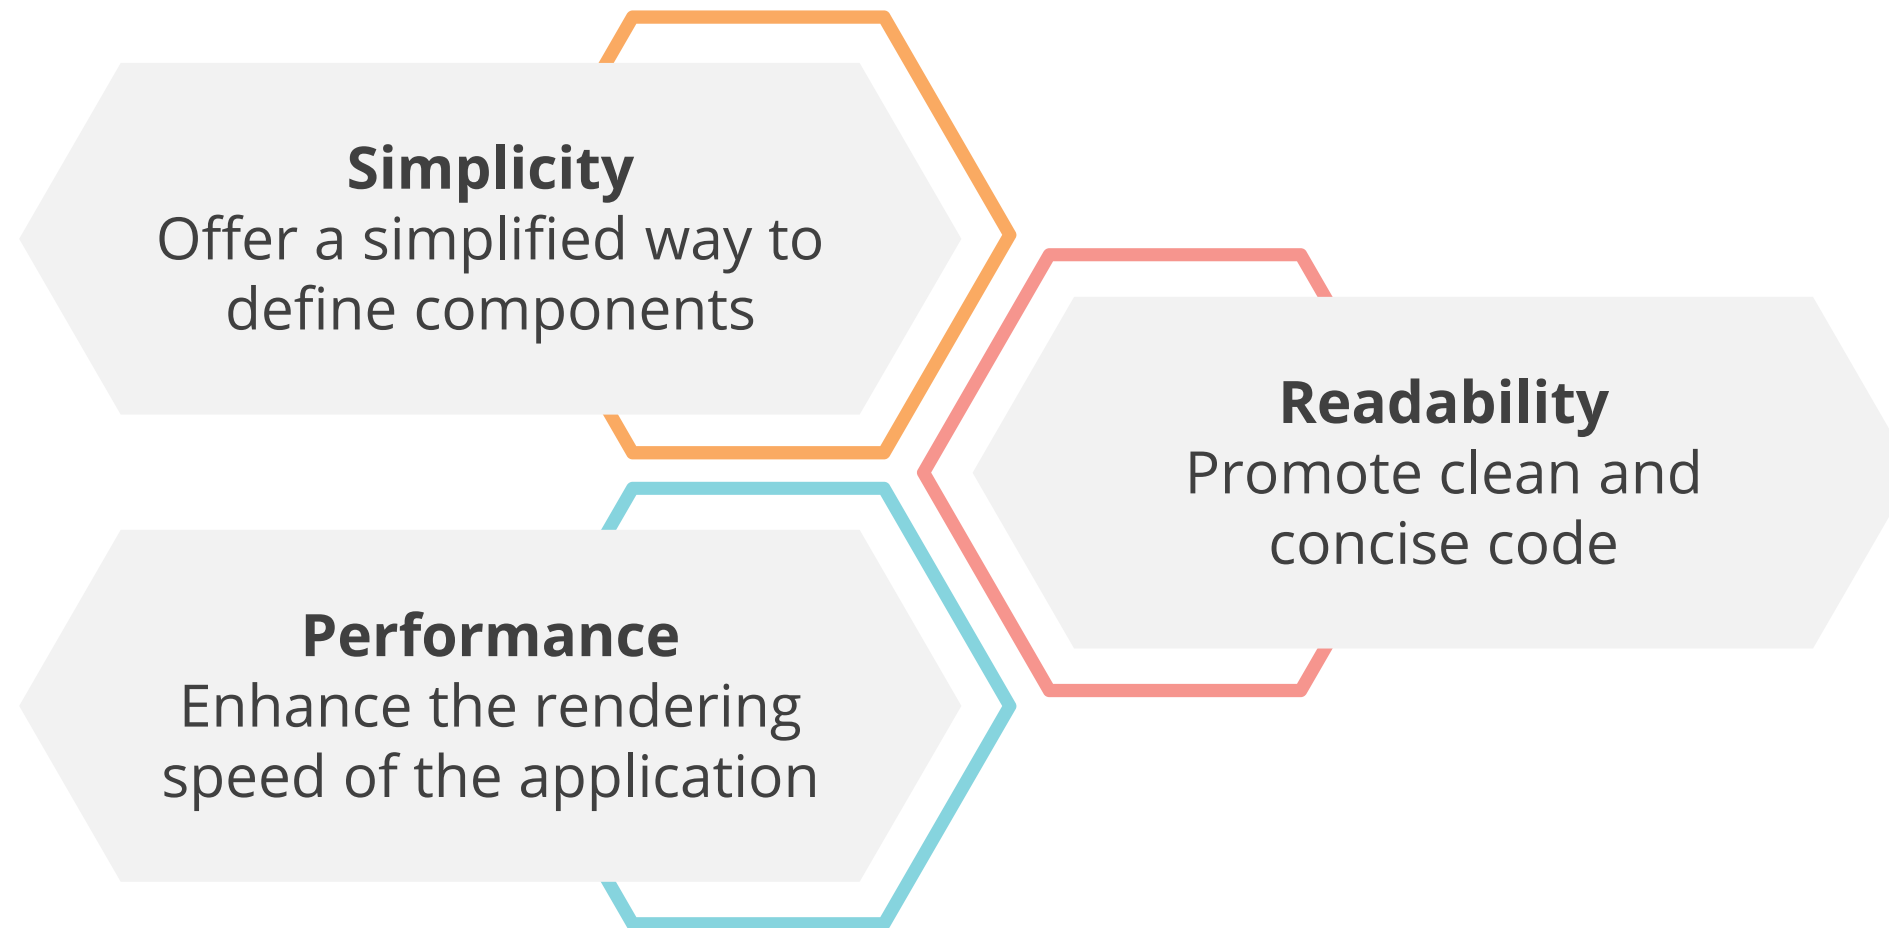 Simplicity
Offer a simplified way to
define components
Readability
Promote clean and
concise code
Performance
Enhance the rendering
speed of the application